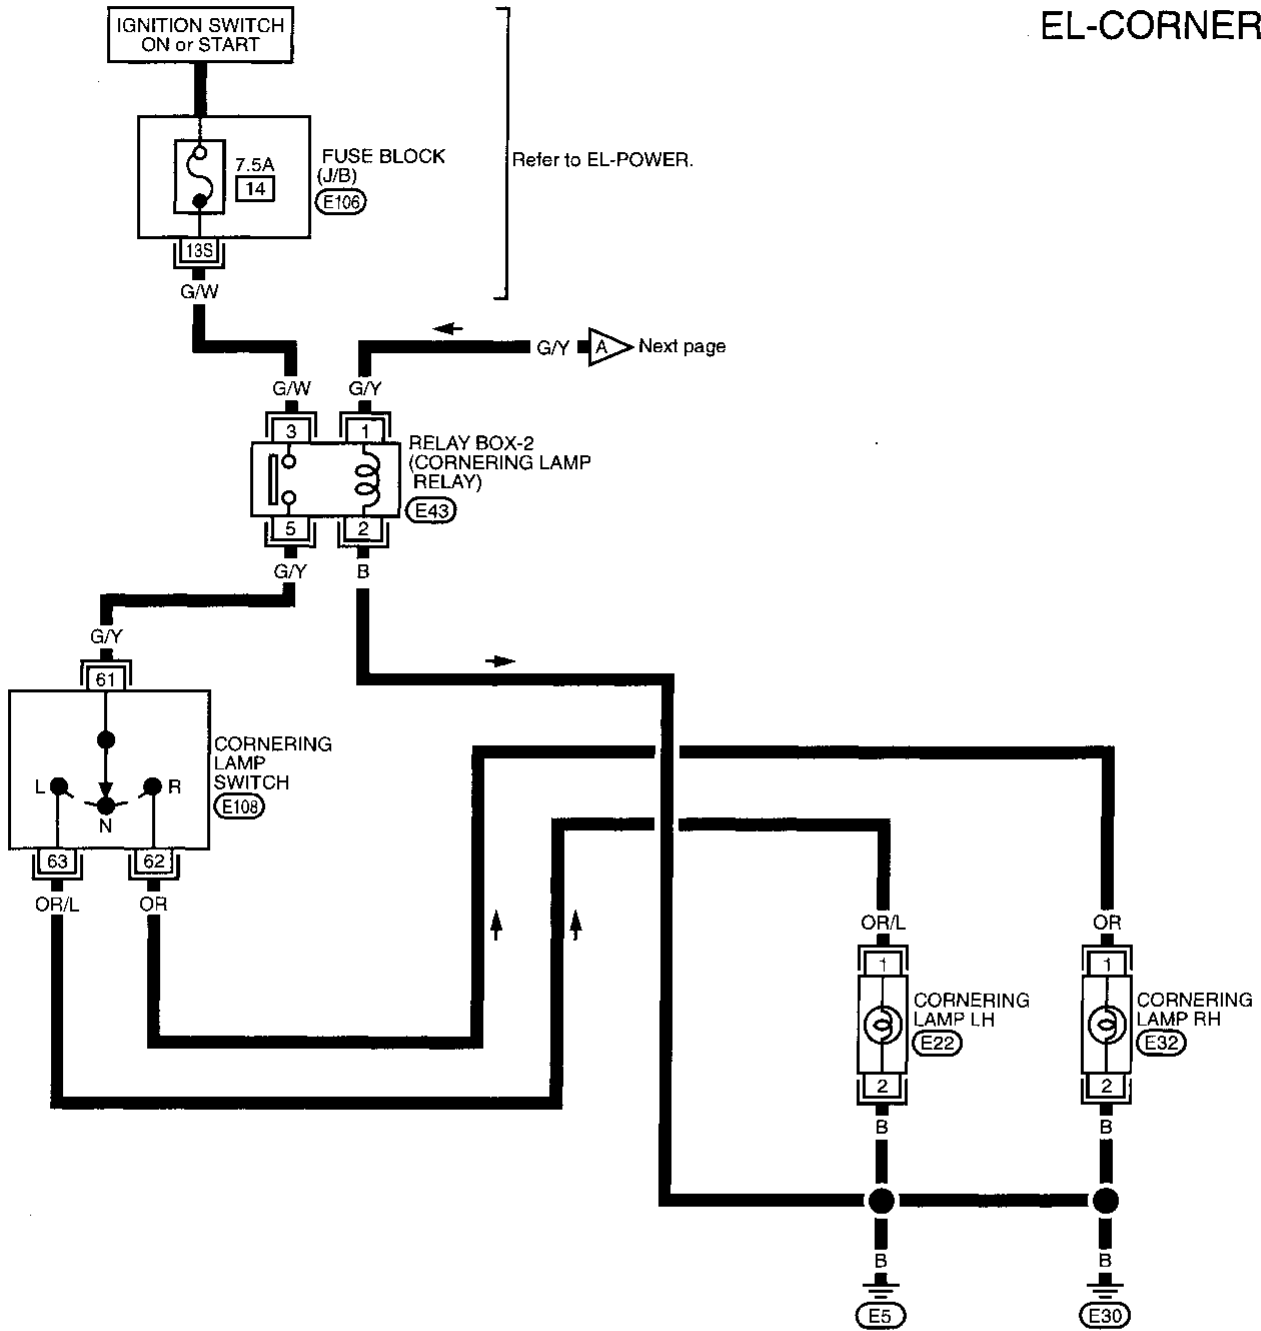 EL-CORNER
IGNITION SWITCH
ON or START
7.5A
14
FUSE BLOCK
(J/B)
E106
Refer to EL-POWER.
13S
G/W
G/Y
A
Next page
G/W
G/Y
3
1
RELAY BOX-2
(CORNERING LAMP
RELAY)
E43
5
2
G/Y
B
G/Y
61
CORNERING
LAMP
SWITCH
E108
L
R
N
63
62
OR/L
OR
OR/L
OR
1
1
CORNERING
LAMP LH
E22
CORNERING
LAMP RH
E32
2
2
B
B
B
B
E5
E30